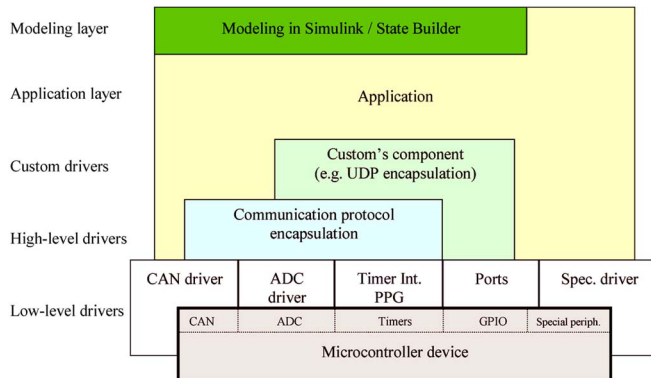 Modeling layer
Modeling in Simulink / State Builder
Application layer
Application
Custom drivers
Custom's component
(e.g. UDP encapsulation)
High-level drivers
Communication protocol
encapsulation
Low-level drivers
CAN driver
ADC
driver
Timer Int.
PPG
Ports
Spec. driver
CAN
ADC
Timers
GPIO
Special periph.
Microcontroller device